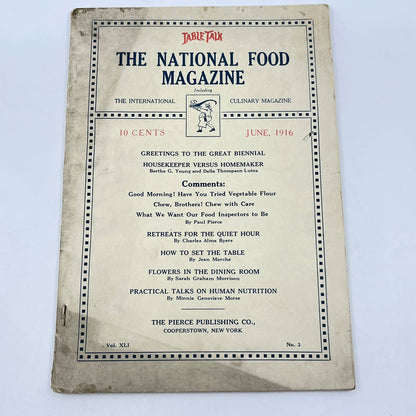 TABLE TALK
THE NATIONAL FOOD
MAGAZINE
Including
THE INTERNATIONAL CULINARY MAGAZINE
10 CENTS JUNE, 1916
GREETINGS TO THE GREAT BIENNIAL
HOUSEKEEPER VERSUS HOMEMAKER
Bertha G. Young and Della Thompson Lutes
Comments:
Good Morning! Have You Tried Vegetable Flour
Chew, Brothers! Chew with Care
What We Want Our Food Inspectors to Be
By Paul Pierce
RETREATS FOR THE QUIET HOUR
By Charles Alma Byers
HOW TO SET THE TABLE
By Jean Marche
FLOWERS IN THE DINING ROOM
By Sarah Graham Morrison
PRACTICAL TALKS ON HUMAN NUTRITION
By Minnie Genevieve Morse
THE PIERCE PUBLISHING CO.,
COOPERSTOWN, NEW YORK
Vol. XLI No. 3